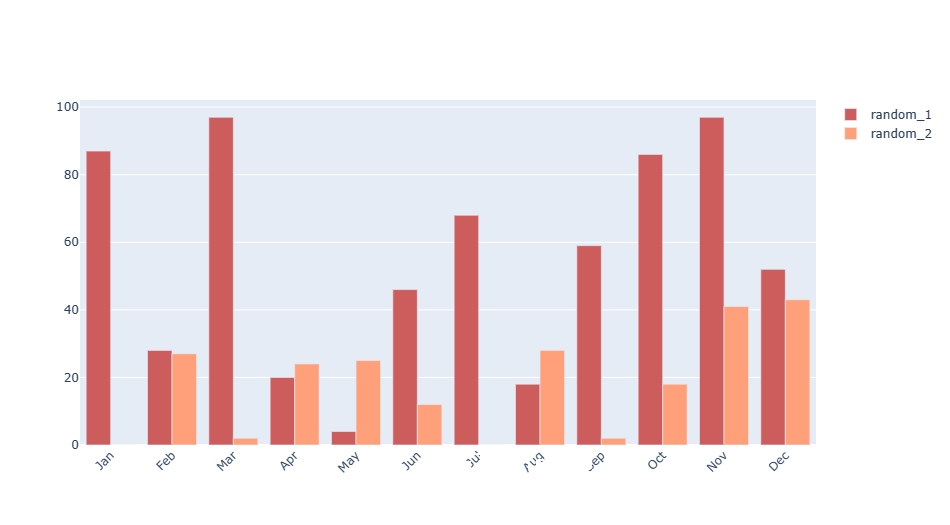 100
80
60
40
20
0
Jan
Feb
Mar
Apr
May
Jun
Oct
Nov
Dec
random_1
random_2